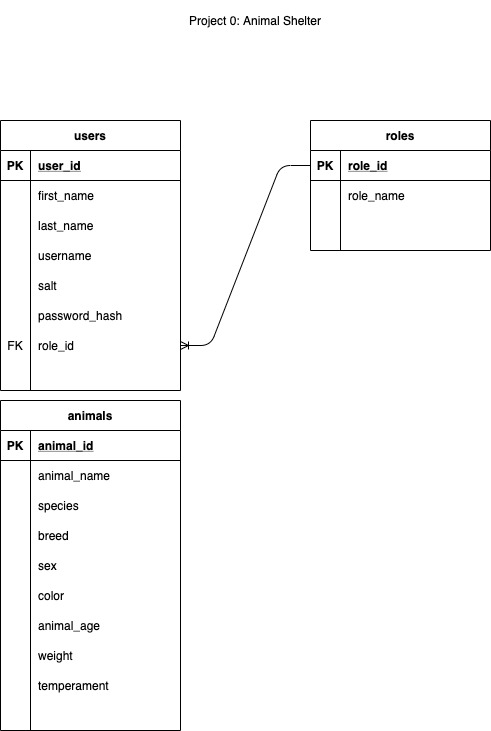 Project 0: Animal Shelter
users
PK user_id
first_name
last_name
username
salt
password_hash
FK role_id
roles
PK role_id
role_name
animals
PK animal_id
animal_name
species
breed
sex
color
animal_age
weight
temperament